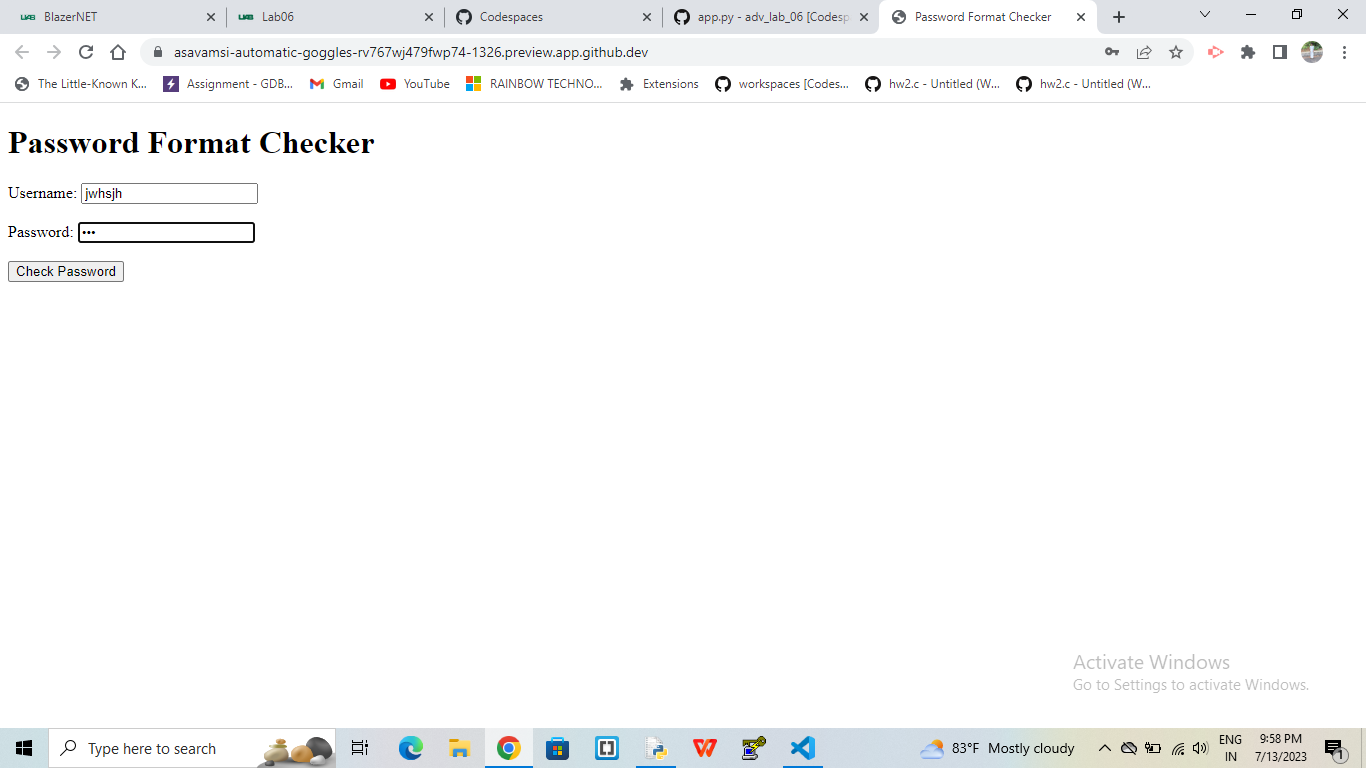 BlazerNET
Lab06
Codespaces
app.py - adv_lab_06 [Codesp
Password Format Checker
asavamsi-automatic-goggles-rv767wj479fwp74-1326.preview.app.github.dev
The Little-Known K...
Assignment - GDB...
Gmail
YouTube
RAINBOW TECHNO...
Extensions
workspaces [Codes...
hw2.c - Untitled (W...
hw2.c - Untitled (W...
Password Format Checker
Username: jwhsjh
Password: •••
Check Password
Activate Windows
Go to Settings to activate Windows.
Type here to search
83°F Mostly cloudy
ENG
IN
9:58 PM
7/13/2023
1